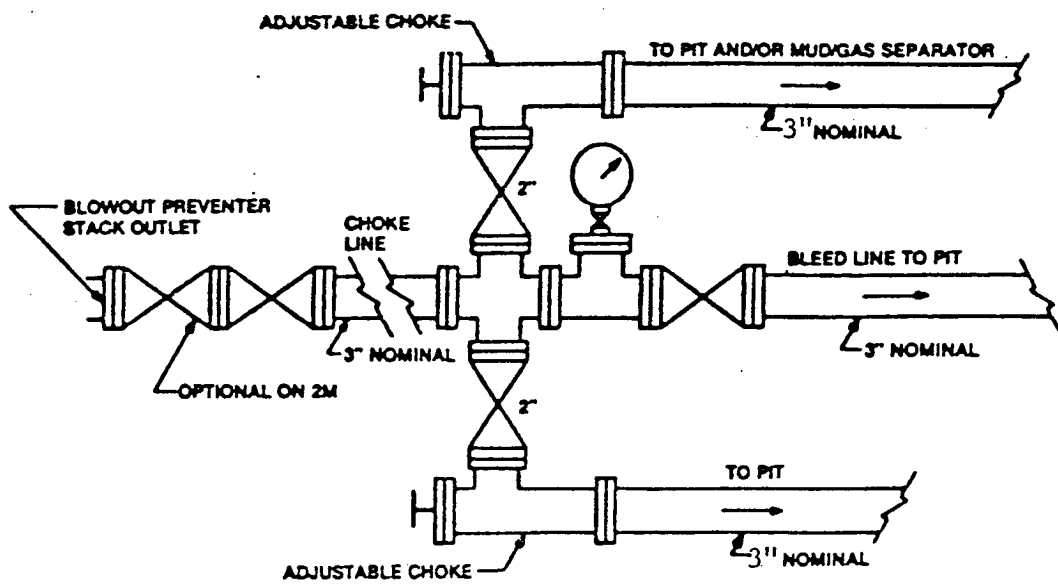 ADJUSTABLE CHOKE
TO PIT AND/OR MUD/GAS SEPARATOR
3" NOMINAL
2"
BLOWOUT PREVENTER
STACK OUTLET
CHOKE
LINE
BLEED LINE TO PIT
3" NOMINAL
3" NOMINAL
OPTIONAL ON 2M
2"
TO PIT
3" NOMINAL
ADJUSTABLE CHOKE